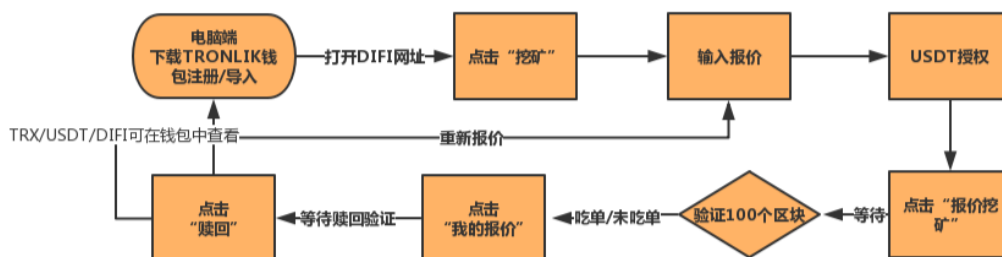 电脑端
下载TRONLIK钱
包注册/导入
打开DIFI网址
点击“挖矿”
输入报价
USDT授权
TRX/USDT/DIFI可在钱包中查看
重新报价
点击
“赎回”
等待赎回验证
点击
“我的报价”
吃单/未吃单
验证100个区块
等待
点击“报价挖
矿”